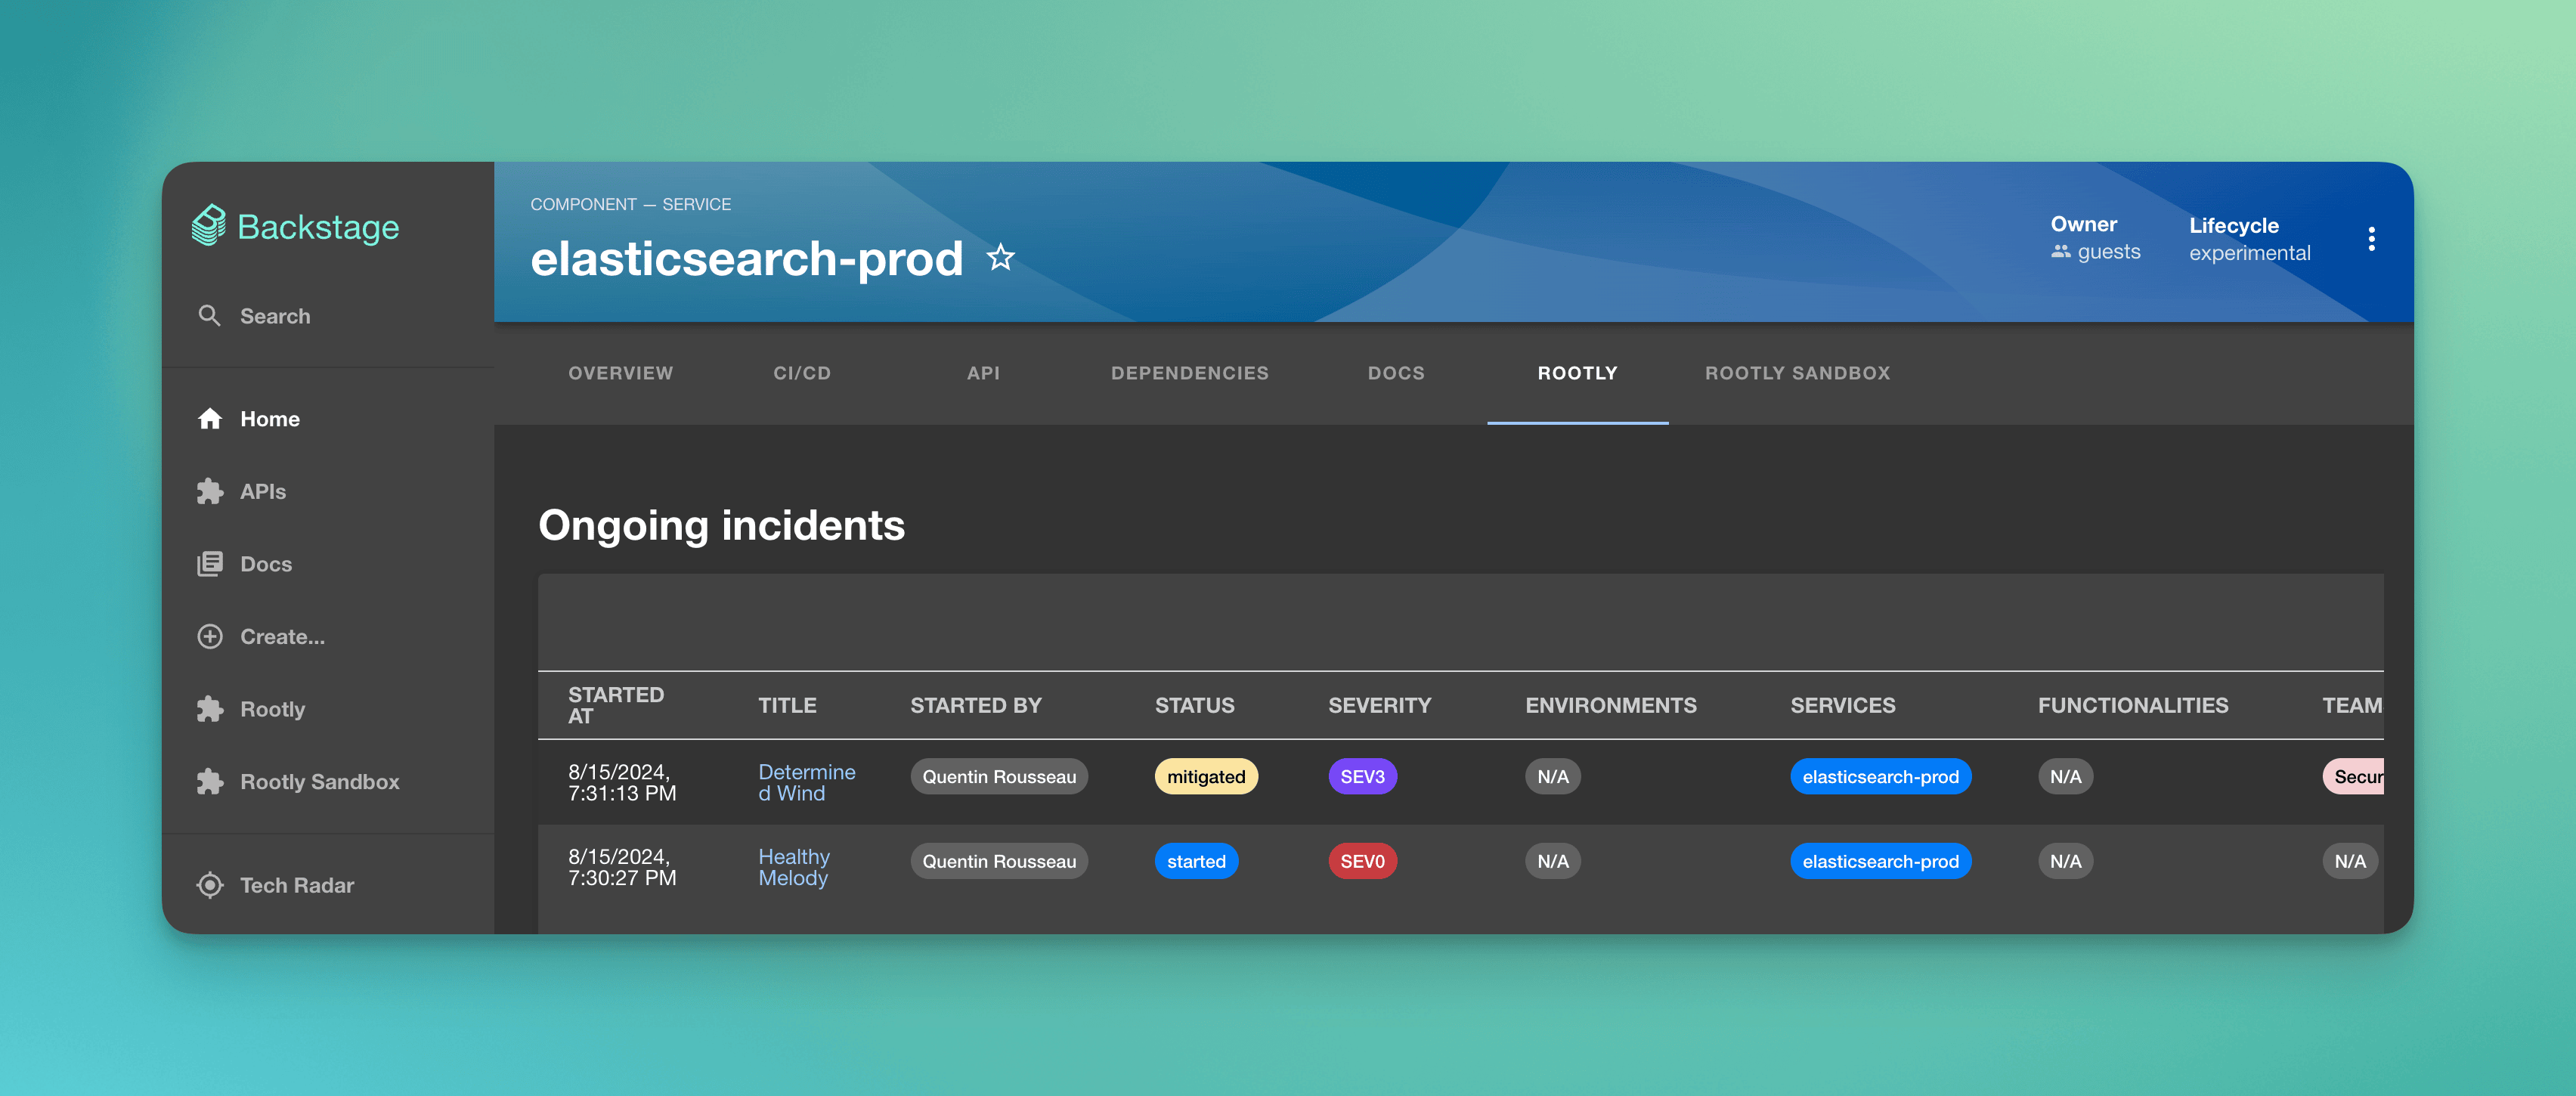 Backstage
Search
Home
APIs
Docs
Create...
Rootly
Rootly Sandbox
Tech Radar
COMPONENT — SERVICE
elasticsearch-prod
Owner
guests
Lifecycle
experimental
OVERVIEW CI/CD API DEPENDENCIES DOCS ROOTLY ROOTLY SANDBOX
Ongoing incidents
STARTED
AT
TITLE STARTED BY STATUS SEVERITY ENVIRONMENTS SERVICES FUNCTIONALITIES TEAM
8/15/2024,
7:31:13 PM
Determine
d Wind
Quentin Rousseau mitigated SEV3 N/A elasticsearch-prod N/A Secur
8/15/2024,
7:30:27 PM
Healthy
Melody
Quentin Rousseau started SEV0 N/A elasticsearch-prod N/A N/A